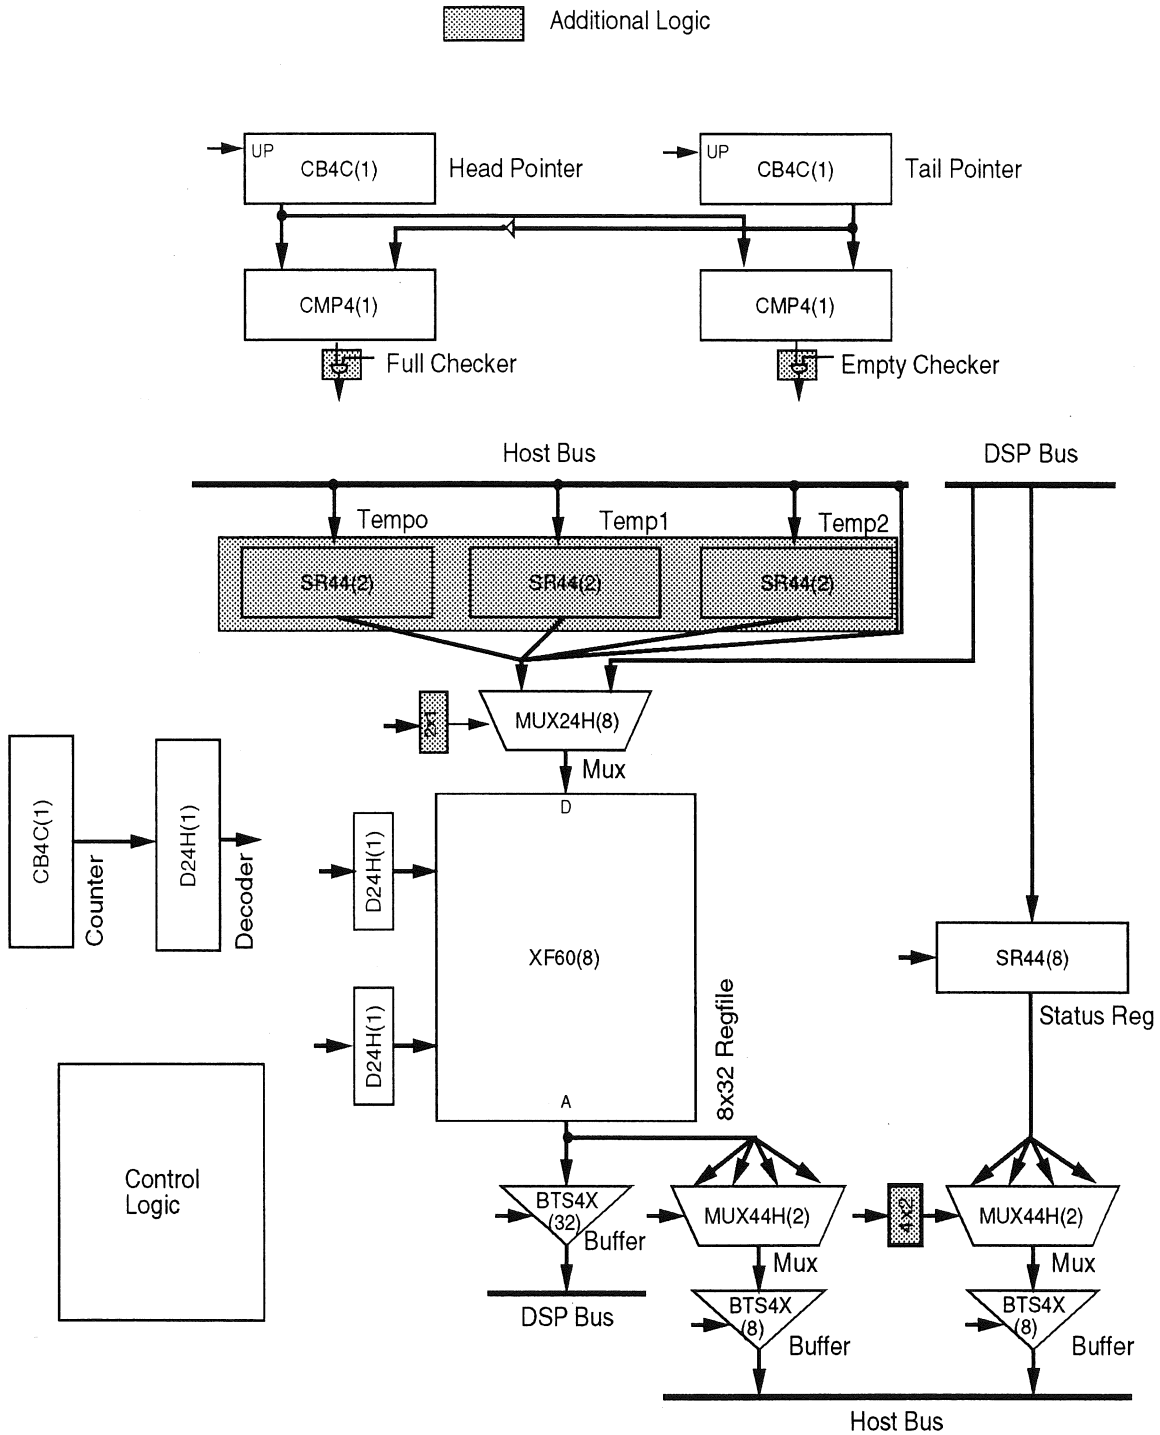 Additional Logic
UP
CB4C(1)
Head Pointer
UP
CB4C(1)
Tail Pointer
CMP4(1)
CMP4(1)
Full Checker
Empty Checker
Host Bus
DSP Bus
Tempo
Temp1
Temp2
SR44(2)
SR44(2)
SR44(2)
2x1
MUX24H(8)
Mux
CB4C(1)
Counter
D24H(1)
Decoder
D24H(1)
D24H(1)
D
XF60(8)
A
8x32 Regfile
SR44(8)
Status Reg
Control
Logic
BTS4X
(32)
Buffer
DSP Bus
MUX44H(2)
Mux
BTS4X
(8)
Buffer
4x2
MUX44H(2)
Mux
BTS4X
(8)
Buffer
Host Bus